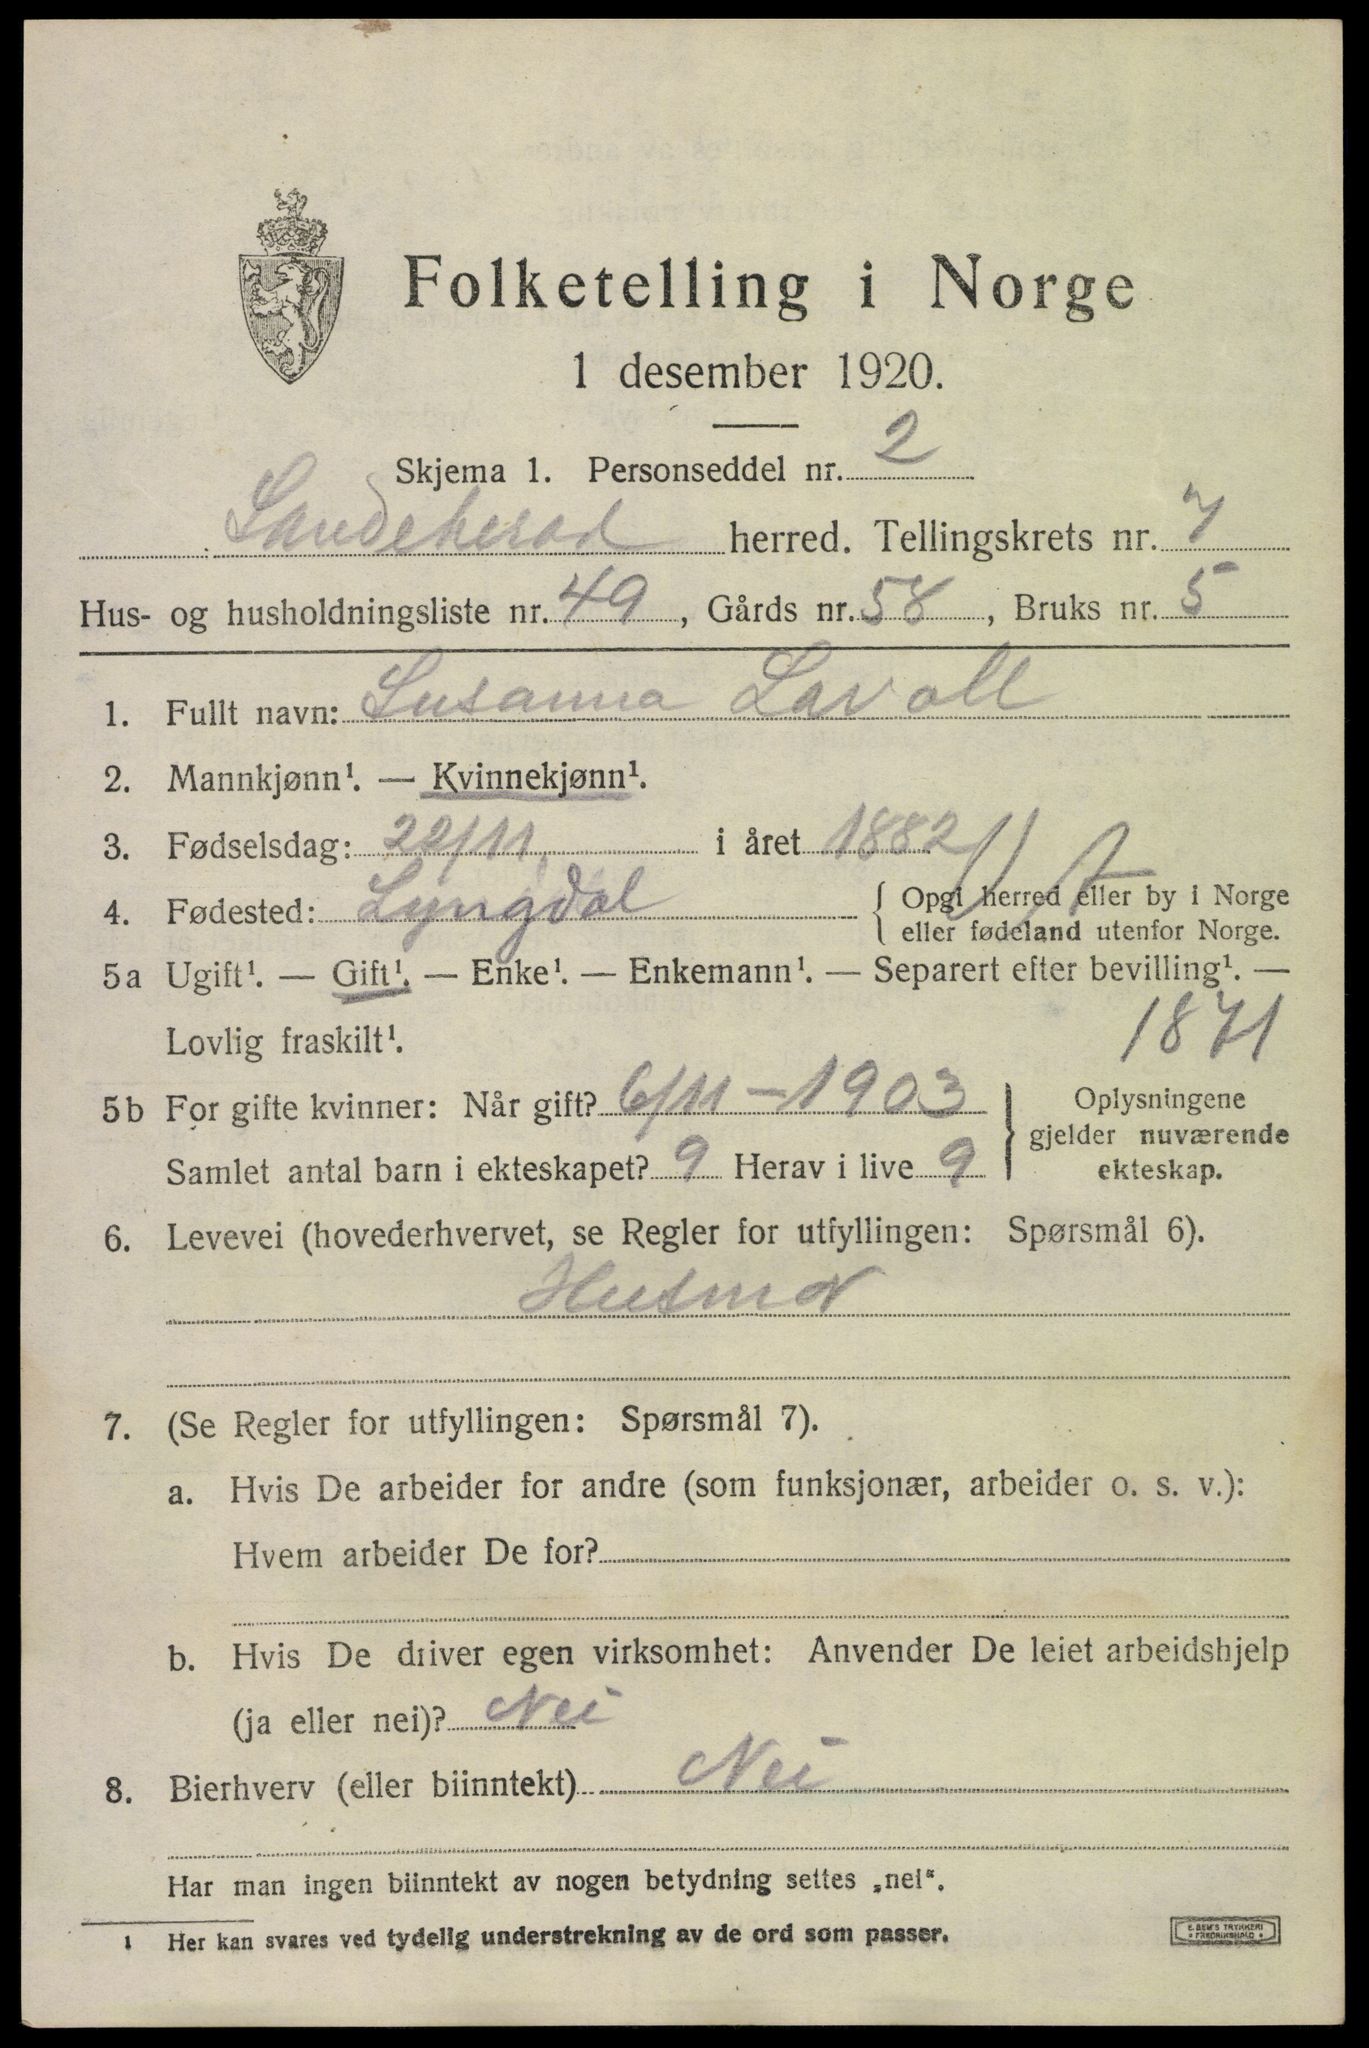 Folketelling i Norge
1 desember 1920.
Skjema 1. Personseddel nr. 2
Sandeherad herred. Tellingskrets nr. 7
Hus- og husholdningsliste nr. 49, Gårds nr. 58, Bruks nr. 5
1. Fullt navn: Susanna Lavoll
2. Mannkjønn¹. — Kvinnekjønn¹.
3. Fødselsdag: 22/11 i året 1882
4. Fødested: Lyngdal { Opgi herred eller by i Norge
eller fødeland utenfor Norge.
5a Ugift¹. — Gift¹. — Enke¹. — Enkemann¹. — Separert efter bevilling¹. —
Lovlig fraskilt¹.
1871
5b For gifte kvinner: Når gift? 6/11 – 1903
Samlet antal barn i ekteskapet? 9 Herav i live 9
} Oplysningene
gjelder nuværende
ekteskap.
6. Levevei (hovederhvervet, se Regler for utfyllingen: Spørsmål 6).
Husmor
7. (Se Regler for utfyllingen: Spørsmål 7).
a. Hvis De arbeider for andre (som funksjonær, arbeider o. s. v.):
Hvem arbeider De for?
b. Hvis De driver egen virksomhet: Anvender De leiet arbeidshjelp
(ja eller nei)? Nei
8. Bierhverv (eller biinntekt) Nei
Har man ingen biinntekt av nogen betydning settes „nei“.
1 Her kan svares ved tydelig understrekning av de ord som passer.
E. BEM'S TRYKKERI
• FREDRIKSHALD •